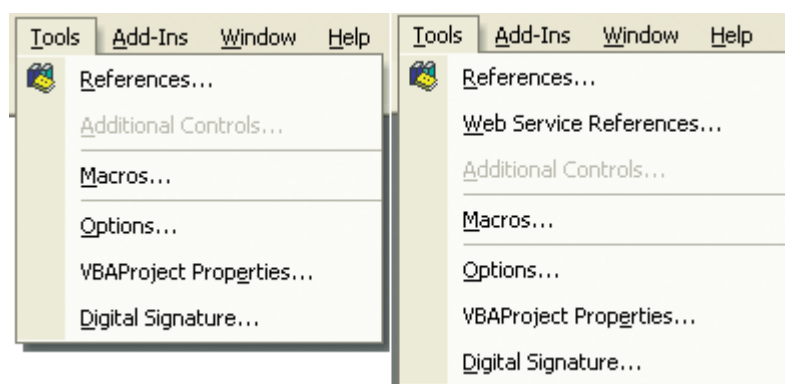 Tools Add-Ins Window Help
References...
Additional Controls...
Macros...
Options...
VBAProject Properties...
Digital Signature...
Tools Add-Ins Window Help
References...
Web Service References...
Additional Controls...
Macros...
Options...
VBAProject Properties...
Digital Signature...